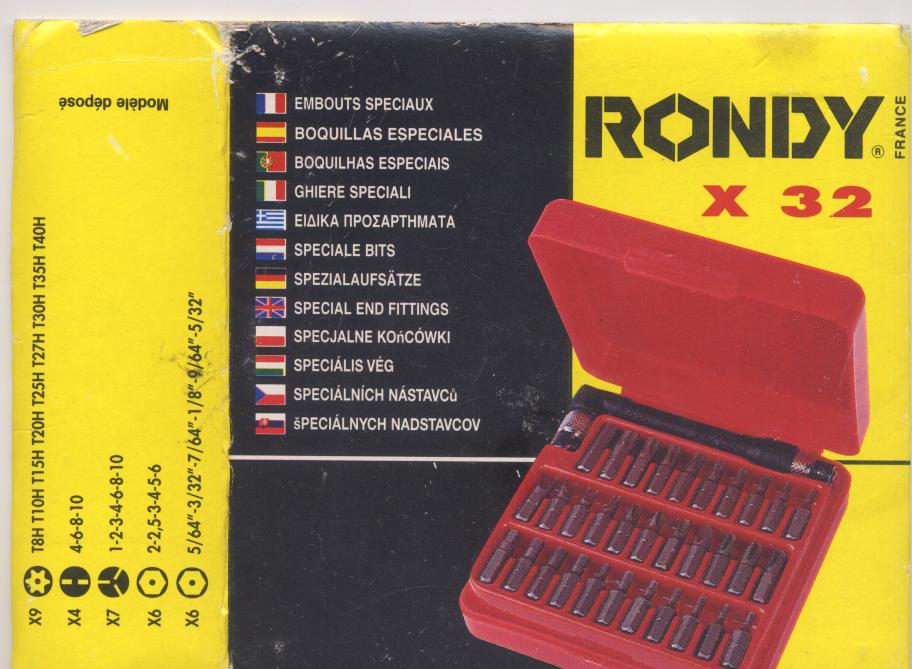 Modèle déposé
X9 T8H T10H T15H T20H T25H T27H T30H T35H T40H
X4 4-6-8-10
X7 1-2-3-4-6-8-10
X6 2-2,5-3-4-5-6
X6 5/64"-3/32"-7/64"-1/8"-9/64"-5/32"
EMBOUTS SPECIAUX
BOQUILLAS ESPECIALES
BOQUILHAS ESPECIAIS
GHIERE SPECIALI
ΕΙΔΙΚΑ ΠΡΟΣΑΡΤΗΜΑΤΑ
SPECIALE BITS
SPEZIALAUFSÄTZE
SPECIAL END FITTINGS
SPECJALNE KOńCÓWKI
SPECIÁLIS VÉG
SPECIÁLNÍCH NÁSTAVCů
šPECIÁLNYCH NADSTAVCOV
RONDY®
FRANCE
X 32